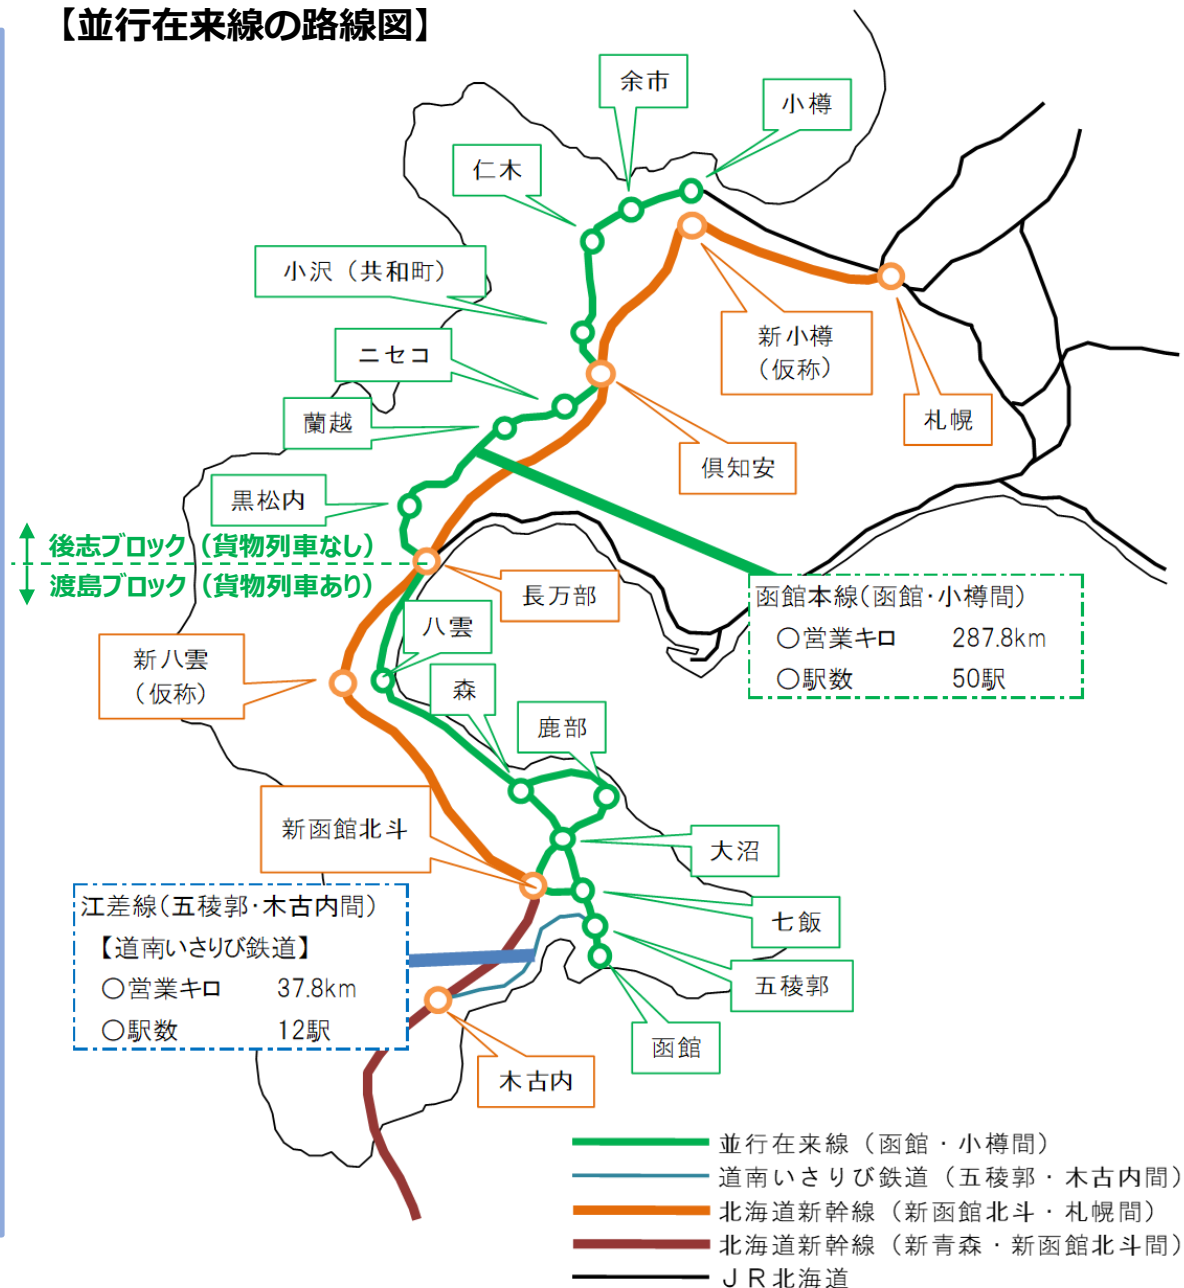 【並行在来線の路線図】
余市
小樽
仁木
小沢（共和町）
ニセコ
新小樽
（仮称）
蘭越
札幌
倶知安
黒松内
後志ブロック（貨物列車なし）
渡島ブロック（貨物列車あり）
長万部
函館本線(函館・小樽間)
○営業キロ 287.8km
○駅数 50駅
八雲
新八雲
（仮称）
森
鹿部
新函館北斗
大沼
江差線(五稜郭・木古内間)
【道南いさりび鉄道】
○営業キロ 37.8km
○駅数 12駅
七飯
五稜郭
函館
木古内
並行在来線（函館・小樽間）
道南いさりび鉄道（五稜郭・木古内間）
北海道新幹線（新函館北斗・札幌間）
北海道新幹線（新青森・新函館北斗間）
ＪＲ北海道